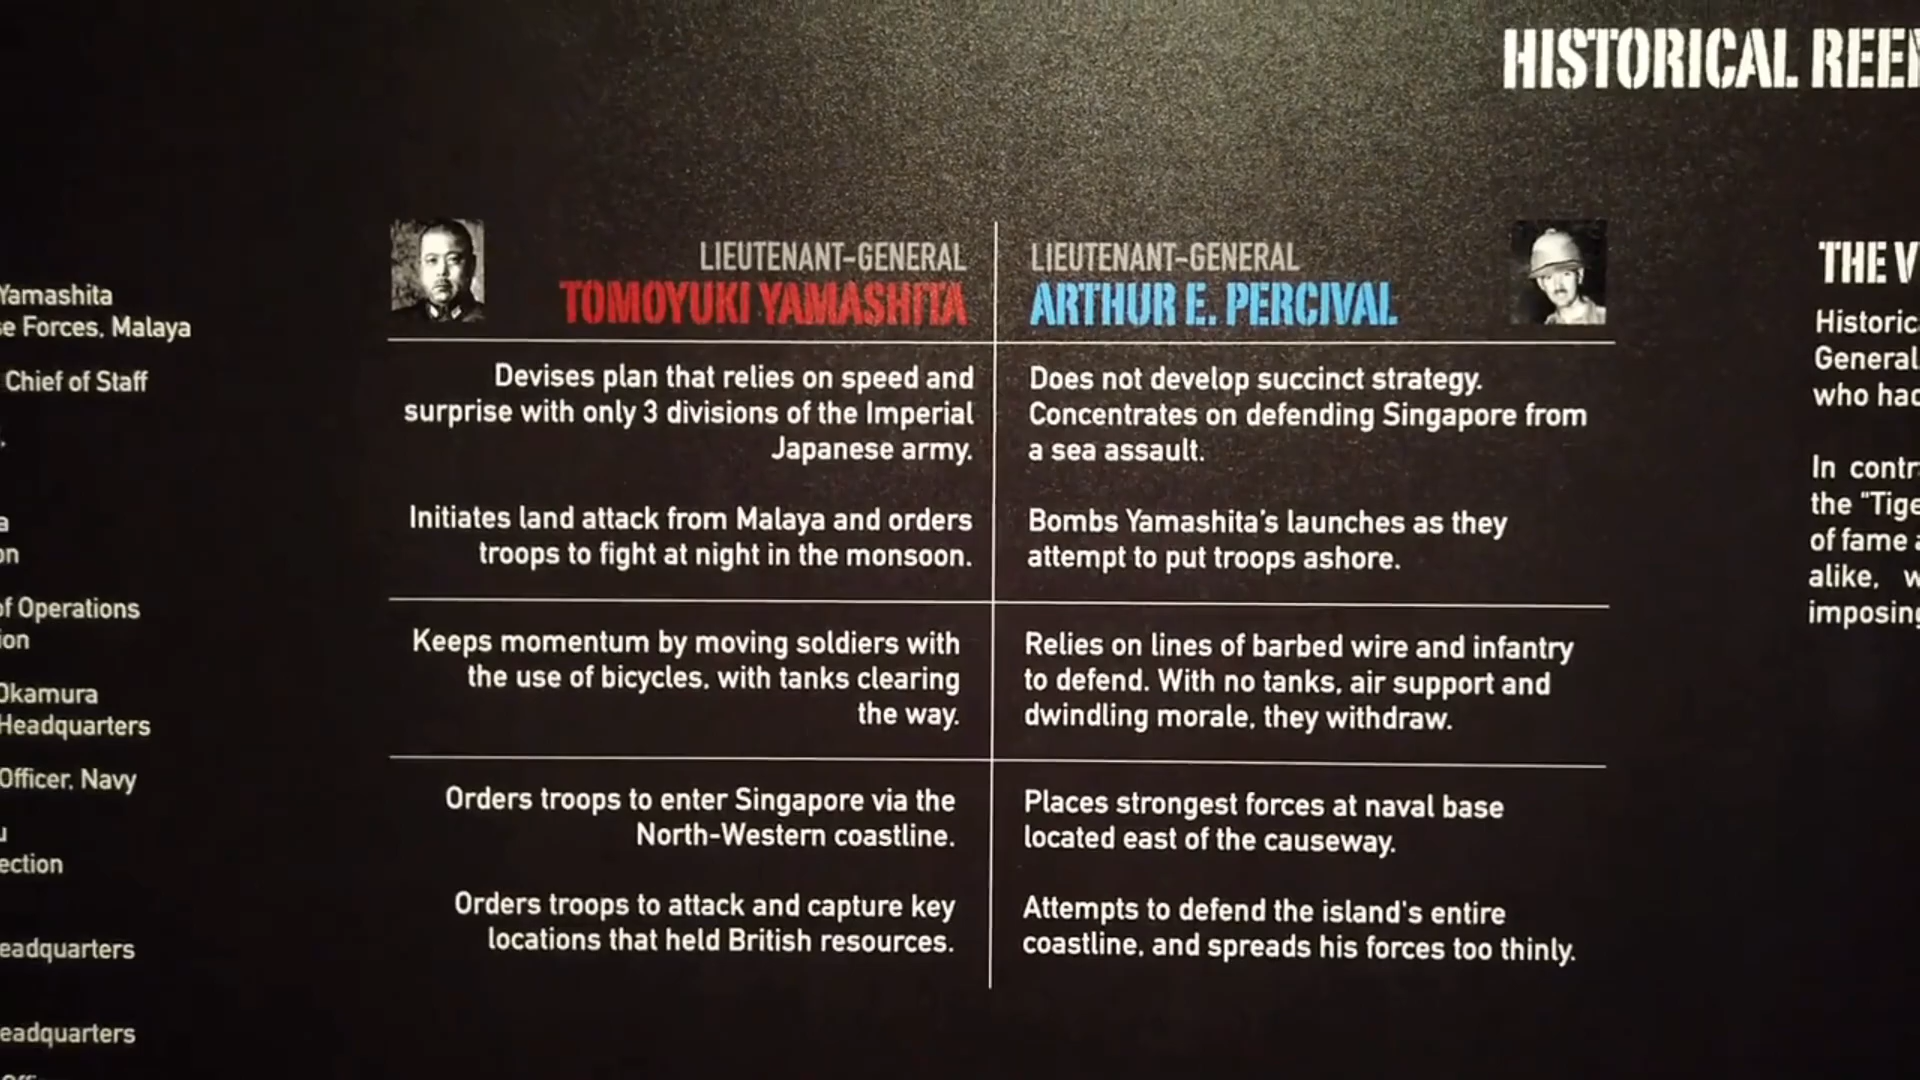 HISTORICAL
Yamashita
Forces, Malaya
Chief of Staff
of Operations
Okamura
Headquarters
Officer, Navy
LIEUTENANT-GENERAL
TOMOYUKI YAMASHITA
Devises plan that relies on speed and
surprise with only 3 divisions of the Imperial
Japanese army.
Initiates land attack from Malaya and orders
troops to fight at night in the monsoon.
Keeps momentum by moving soldiers with
the use of bicycles, with tanks clearing
the way.
Orders troops to enter Singapore via the
North-Western coastline.
Orders troops to attack and capture key
locations that held British resources.
LIEUTENANT-GENERAL
ARTHUR E. PERCIVAL
Does not develop succinct strategy.
Concentrates on defending Singapore from
a sea assault.
Bombs Yamashita's launches as they
attempt to put troops ashore.
Relies on lines of barbed wire and infantry
to defend. With no tanks, air support and
dwindling morale, they withdraw.
Places strongest forces at naval base
located east of the causeway.
Attempts to defend the island's entire
coastline, and spreads his forces too thinly.
THE
General
who had
In
the
of fame
alike,
imposing